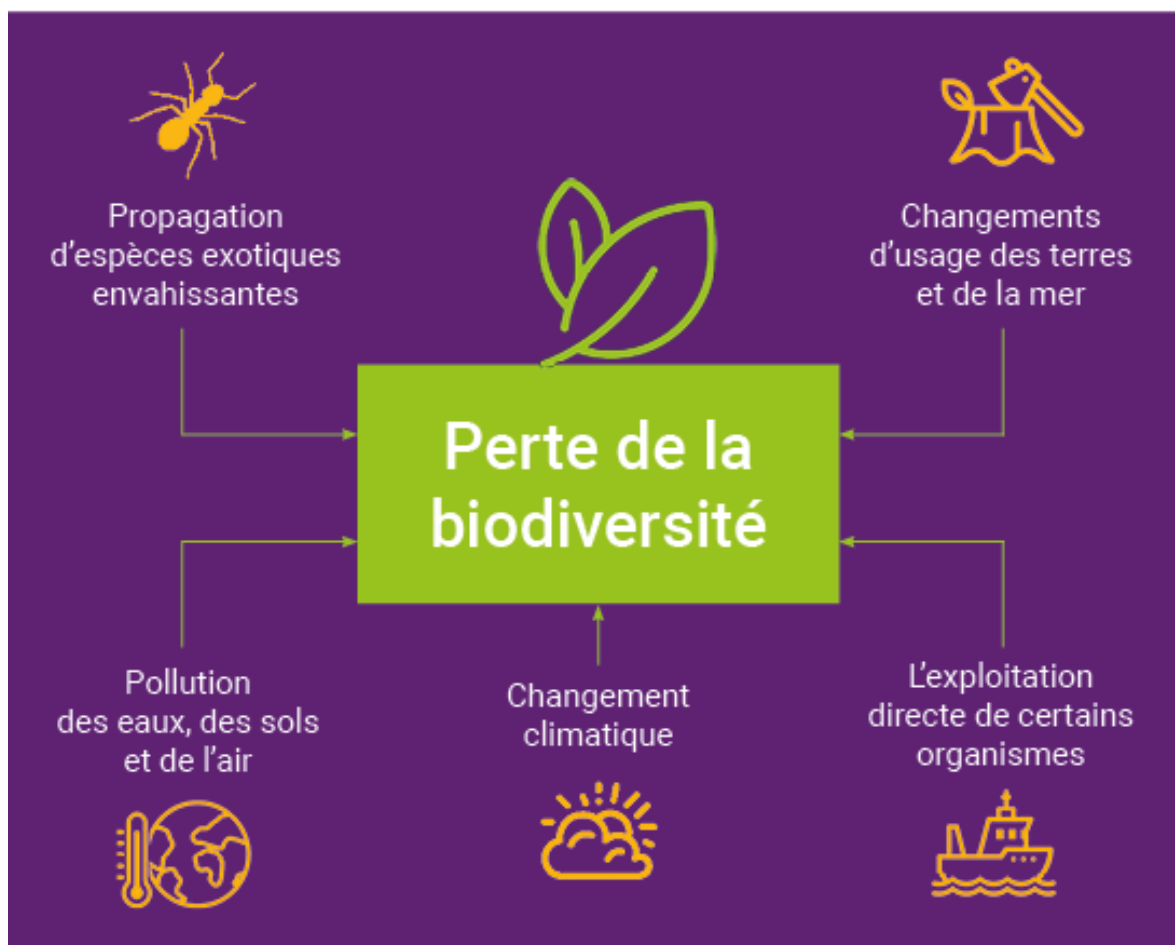 Propagation
d'espèces exotiques
envahissantes
Changements
d'usage des terres
et de la mer
Perte de la
biodiversité
Pollution
des eaux, des sols
et de l'air
Changement
climatique
L'exploitation
directe de certains
organismes